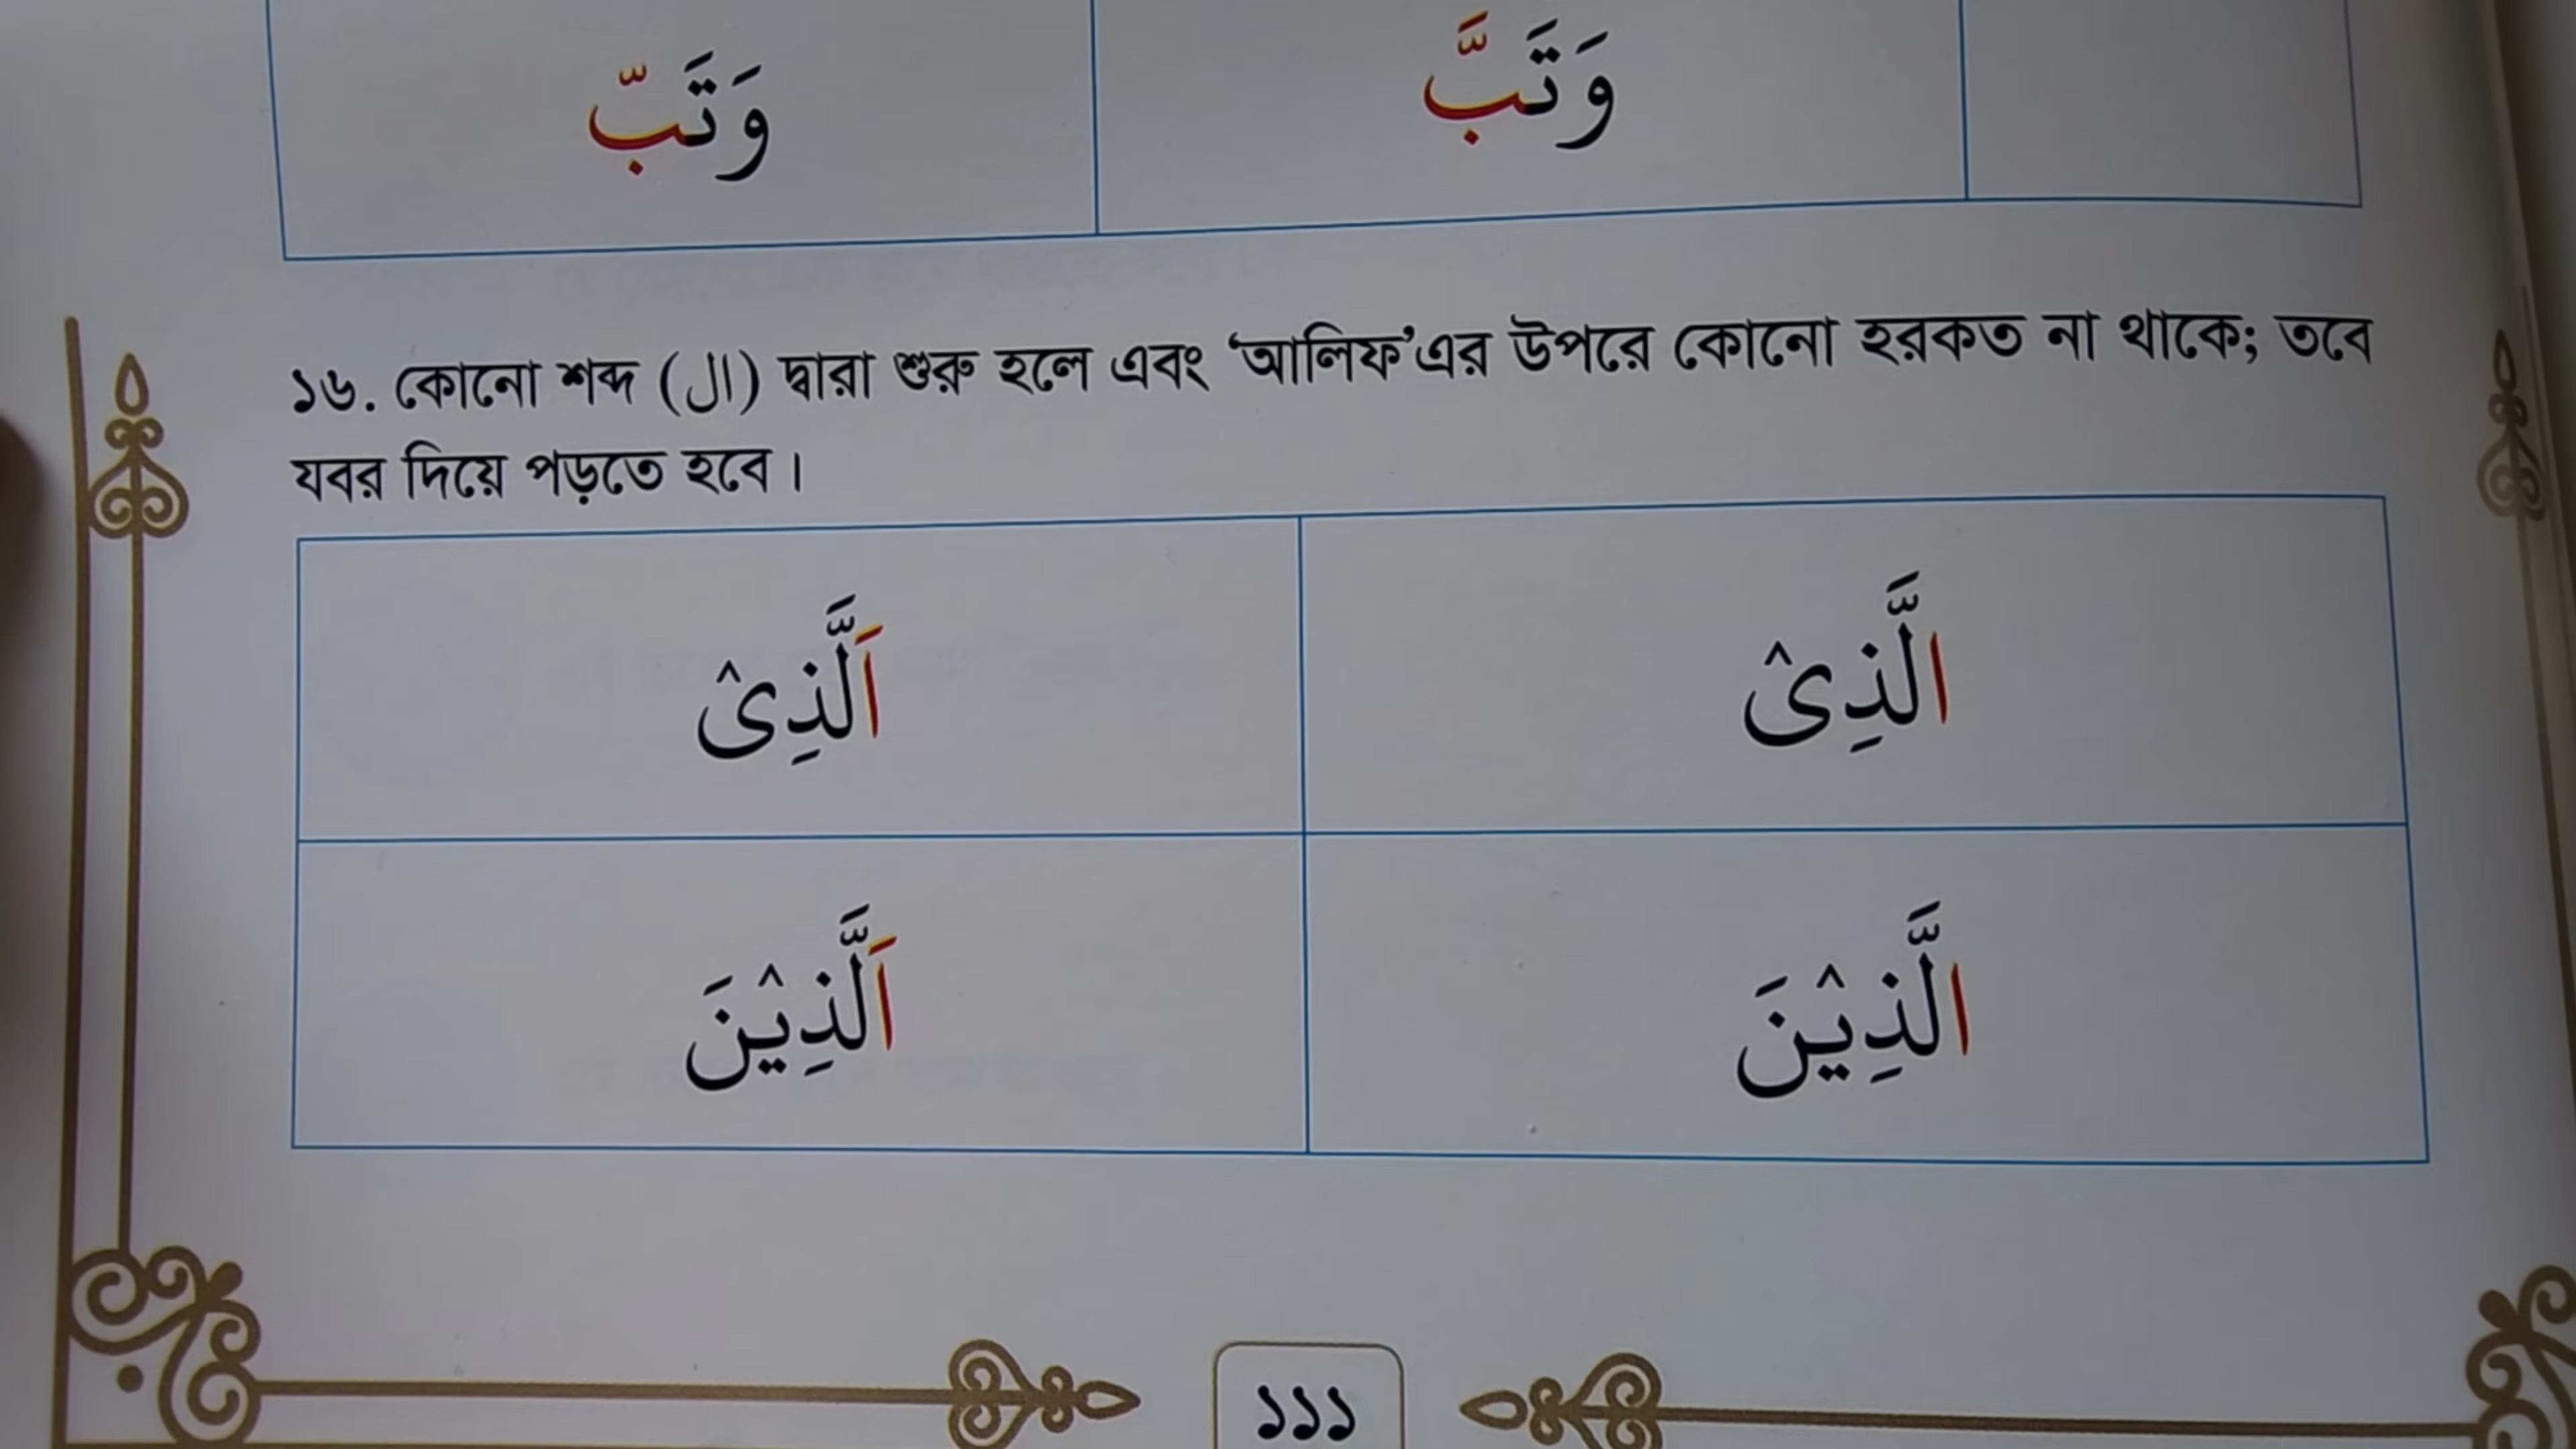 وَتَبَّ وَتَبّ
১৬. কোনো শব্দ (ال) দ্বারা শুরু হলে এবং ‘আলিফ’এর উপরে কোনো হরকত না থাকে; তবে
যবর দিয়ে পড়তে হবে।
الَّذِیْ اَلَّذِیْ
الَّذِيْنَ اَلَّذِيْنَ
১১১